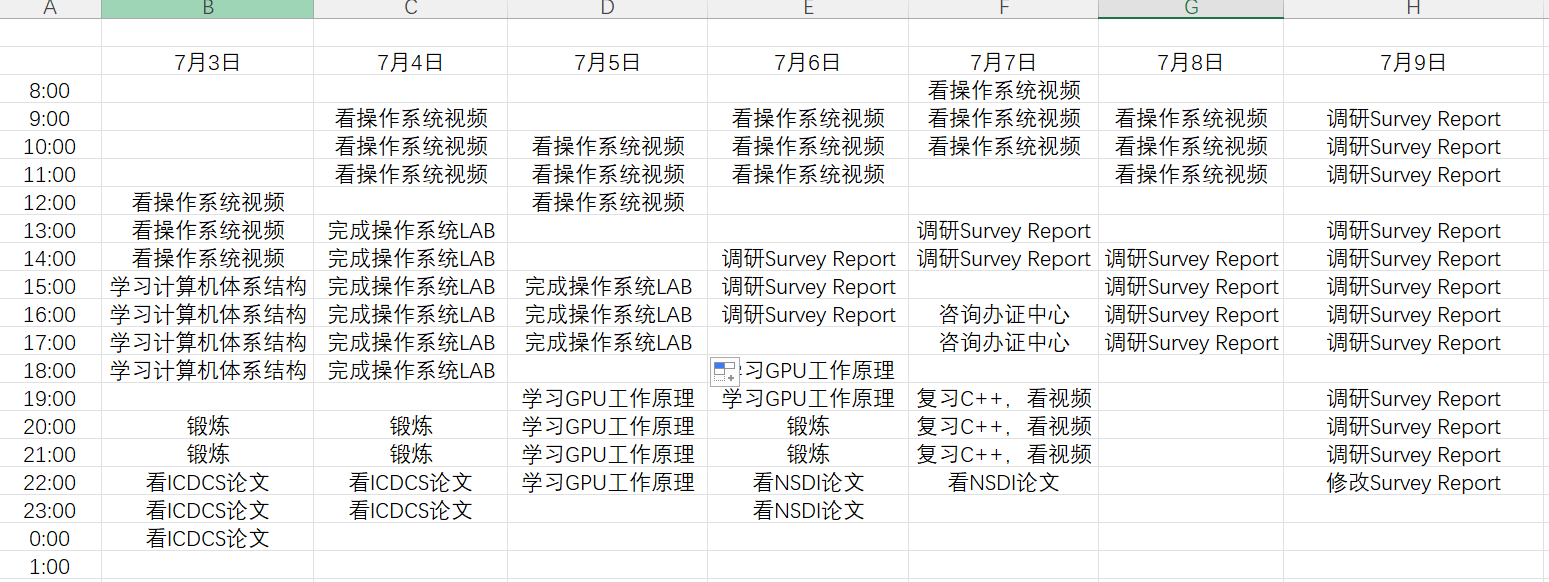 A B C D E F G H
7月3日 7月4日 7月5日 7月6日 7月7日 7月8日 7月9日
8:00 看操作系统视频
9:00 看操作系统视频 看操作系统视频 看操作系统视频 看操作系统视频 调研Survey Report
10:00 看操作系统视频 看操作系统视频 看操作系统视频 看操作系统视频 看操作系统视频 调研Survey Report
11:00 看操作系统视频 看操作系统视频 看操作系统视频 看操作系统视频 调研Survey Report
12:00 看操作系统视频 看操作系统视频
13:00 看操作系统视频 完成操作系统LAB 调研Survey Report 调研Survey Report
14:00 看操作系统视频 完成操作系统LAB 调研Survey Report 调研Survey Report 调研Survey Report 调研Survey Report
15:00 学习计算机体系结构 完成操作系统LAB 完成操作系统LAB 调研Survey Report 调研Survey Report 调研Survey Report
16:00 学习计算机体系结构 完成操作系统LAB 完成操作系统LAB 调研Survey Report 咨询办证中心 调研Survey Report 调研Survey Report
17:00 学习计算机体系结构 完成操作系统LAB 完成操作系统LAB 咨询办证中心 调研Survey Report 调研Survey Report
18:00 学习计算机体系结构 完成操作系统LAB 习GPU工作原理
19:00 学习GPU工作原理 学习GPU工作原理 复习C++，看视频 调研Survey Report
20:00 锻炼 锻炼 学习GPU工作原理 锻炼 复习C++，看视频 调研Survey Report
21:00 锻炼 锻炼 学习GPU工作原理 锻炼 复习C++，看视频 调研Survey Report
22:00 看ICDCS论文 看ICDCS论文 学习GPU工作原理 看NSDI论文 看NSDI论文 修改Survey Report
23:00 看ICDCS论文 看ICDCS论文 看NSDI论文
0:00 看ICDCS论文
1:00